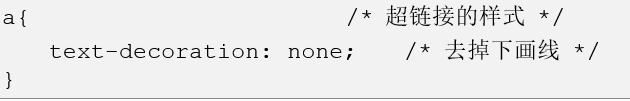 a{ /* 超链接的样式 */
text-decoration: none; /* 去掉下画线 */
}